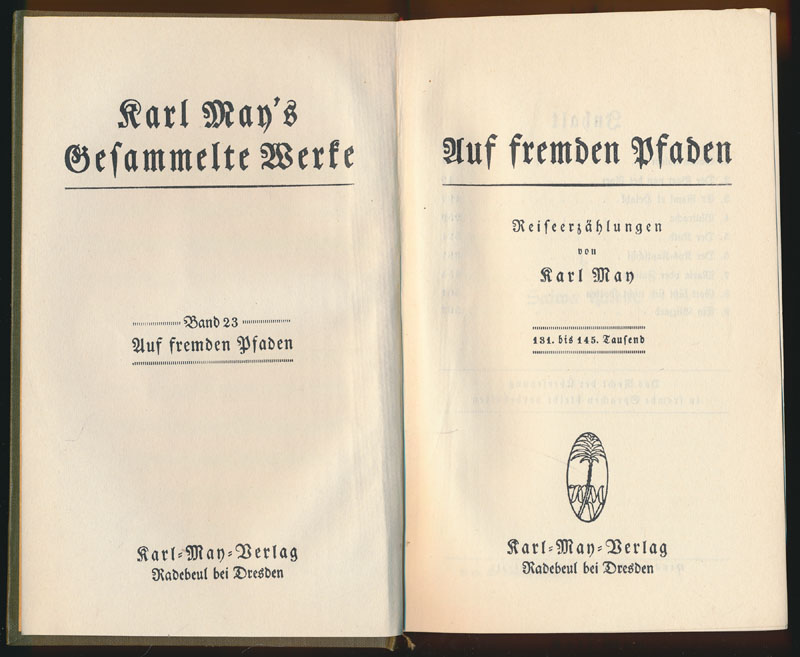 Karl May's
Gesammelte Werke
Band 23
Auf fremden Pfaden
Karl-May-Verlag
Radebeul bei Dresden
Auf fremden Pfaden
Reiseerzählungen
von
Karl May
131. bis 145. Tausend
Karl-May-Verlag
Radebeul bei Dresden